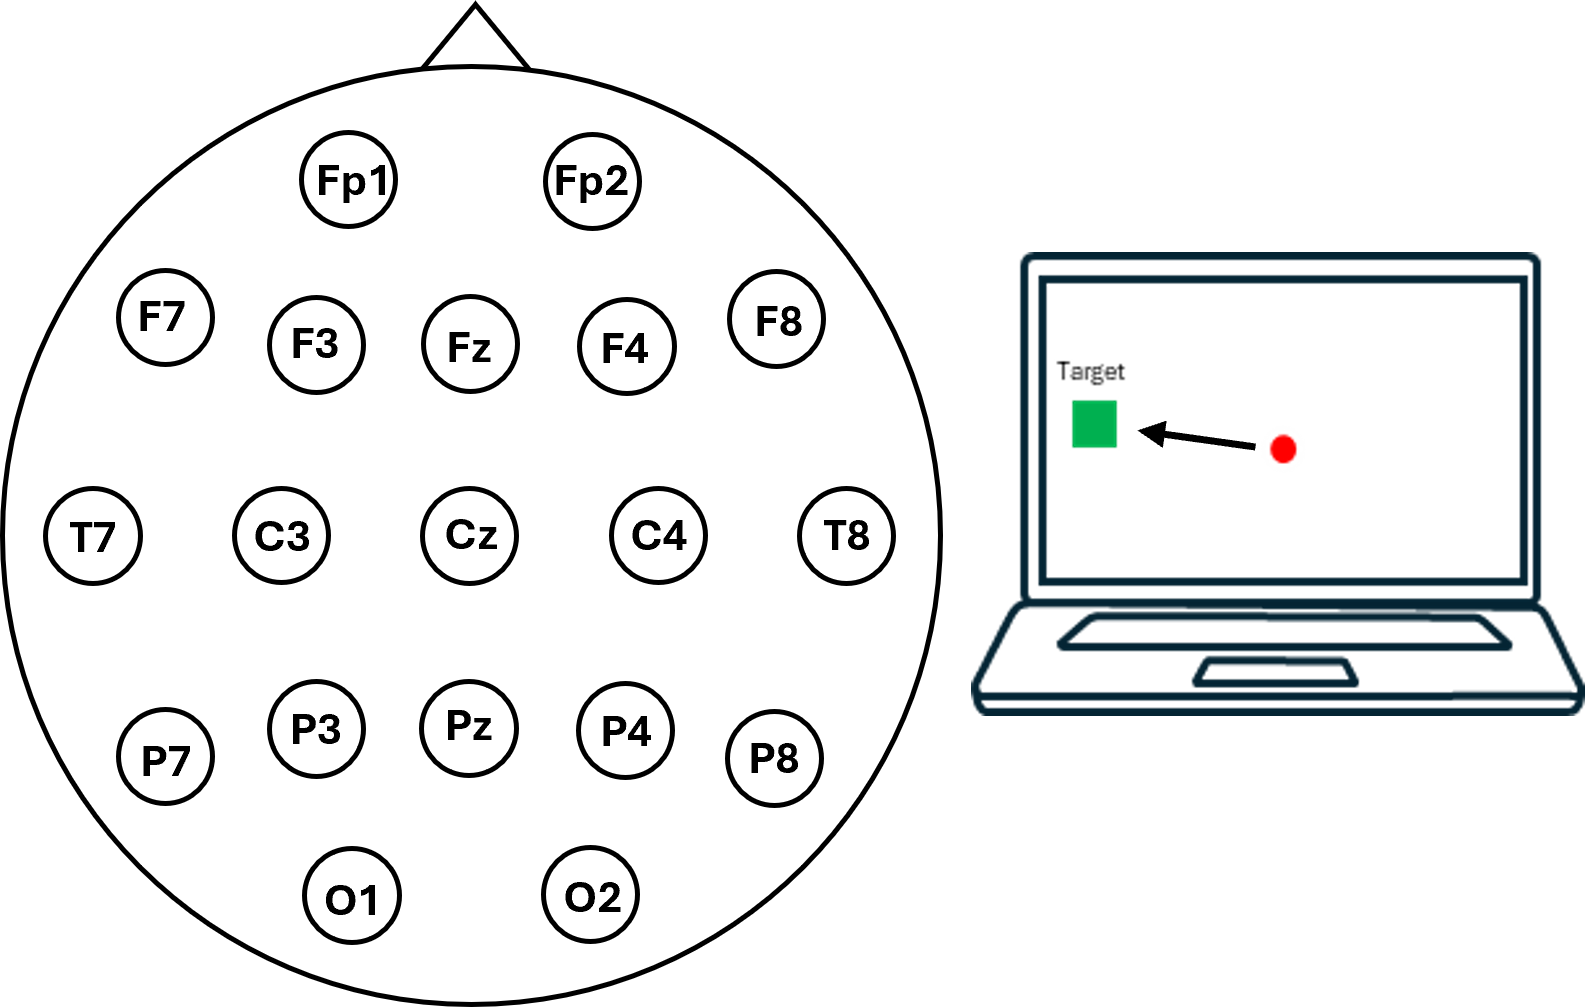 Fp1 Fp2
F7 F3 Fz F4 F8
Target
T7 C3 Cz C4 T8
P7 P3 Pz P4 P8
O1 O2